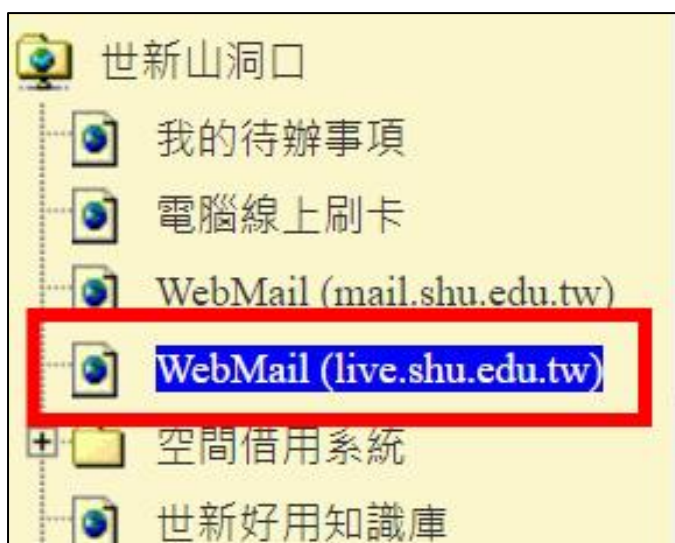 世新山洞口
我的待辦事項
電腦線上刷卡
WebMail (mail.shu.edu.tw)
WebMail (live.shu.edu.tw)
空間借用系統
世新好用知識庫